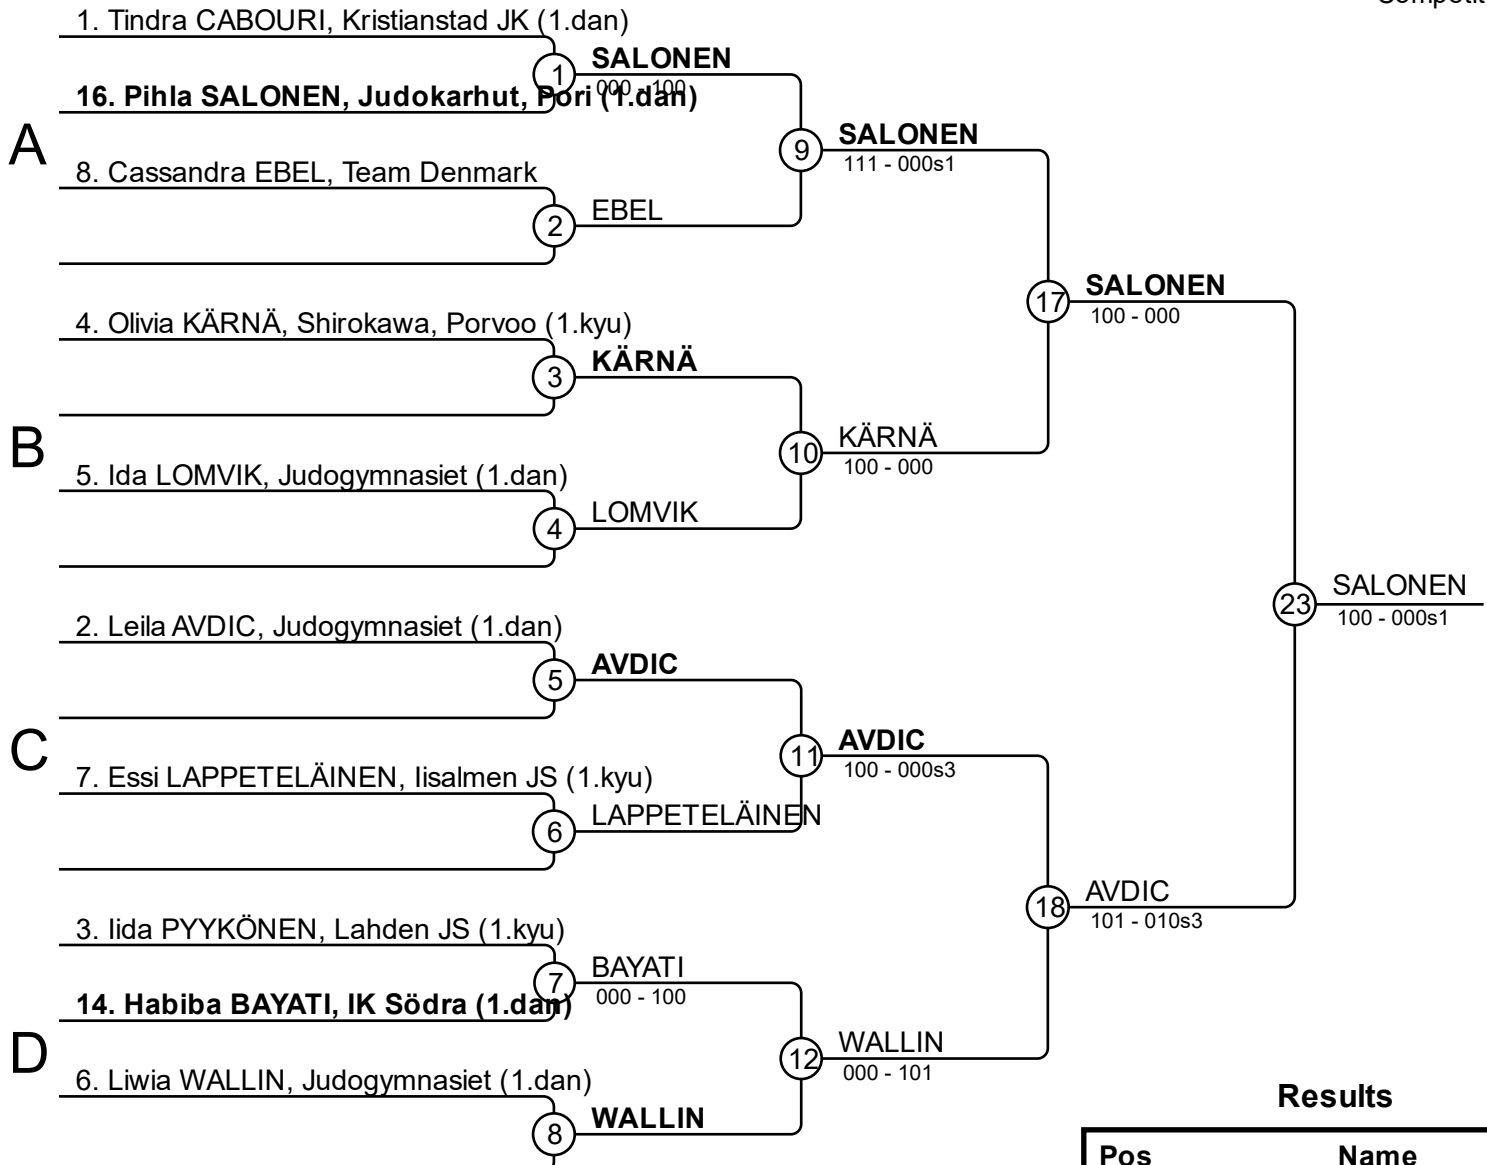 1. Tindra CABOURI, Kristianstad JK (1.dan)
1
SALONEN
000 - 100
16. Pihla SALONEN, Judokarhut, Pori (1.dan)
A
9
SALONEN
111 - 000s1
8. Cassandra EBEL, Team Denmark
2
EBEL
17
SALONEN
100 - 000
4. Olivia KÄRNÄ, Shirokawa, Porvoo (1.kyu)
3
KÄRNÄ
B
10
KÄRNÄ
100 - 000
5. Ida LOMVIK, Judogymnasiet (1.dan)
4
LOMVIK
23
SALONEN
100 - 000s1
2. Leila AVDIC, Judogymnasiet (1.dan)
5
AVDIC
C
11
AVDIC
100 - 000s3
7. Essi LAPPETELÄINEN, Iisalmen JS (1.kyu)
6
LAPPETELÄINEN
18
AVDIC
101 - 010s3
3. Iida PYYKÖNEN, Lahden JS (1.kyu)
7
BAYATI
000 - 100
14. Habiba BAYATI, IK Södra (1.dan)
D
12
WALLIN
000 - 101
6. Liwia WALLIN, Judogymnasiet (1.dan)
8
WALLIN
Results
Pos Name